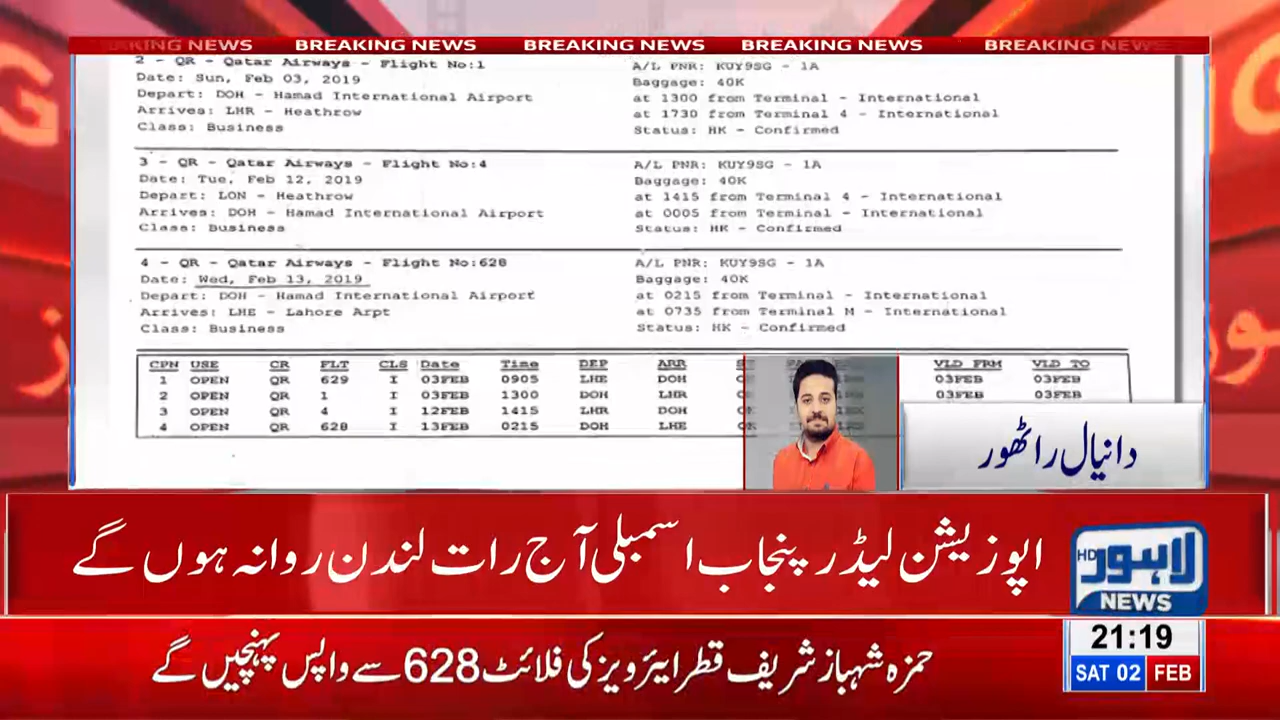 BREAKING NEWS BREAKING NEWS BREAKING NEWS BREAKING NEWS BREAKING NEWS
2 - QR - Qatar Airways - Flight No:1 A/L PNR: KUY9SG - 1A
Date: Sun, Feb 03, 2019 Baggage: 40K
Depart: DOH - Hamad International Airport at 1300 from Terminal - International
Arrives: LHR - Heathrow at 1730 from Terminal 4 - International
Class: Business Status: HK - Confirmed
3 - QR - Qatar Airways - Flight No:4 A/L PNR: KUY9SG - 1A
Date: Tue, Feb 12, 2019 Baggage: 40K
Depart: LON - Heathrow at 1415 from Terminal 4 - International
Arrives: DOH - Hamad International Airport at 0005 from Terminal - International
Class: Business Status: HK - Confirmed
4 - QR - Qatar Airways - Flight No:628 A/L PNR: KUY9SG - 1A
Date: Wed, Feb 13, 2019 Baggage: 40K
Depart: DOH - Hamad International Airport at 0215 from Terminal - International
Arrives: LHE - Lahore Arpt at 0735 from Terminal M - International
Class: Business Status: HK - Confirmed
CPN USE CR FLT CLS Date Time DEP ARR VLD FRM VLD TO
1 OPEN QR 629 I 03FEB 0905 LHE DOH 03FEB 03FEB
2 OPEN QR 1 I 03FEB 1300 DOH LHR 03FEB 03FEB
3 OPEN QR 4 I 12FEB 1415 LHR DOH
4 OPEN QR 628 I 13FEB 0215 DOH LHE
دانیال راٹھور
اپوزیشن لیڈر پنجاب اسمبلی آج رات لندن روانہ ہوں گے
لاہور HD
NEWS
حمزہ شہباز شریف قطر ایئرویز کی فلائٹ 628 سے واپس پہنچیں گے
21:19
SAT 02 FEB